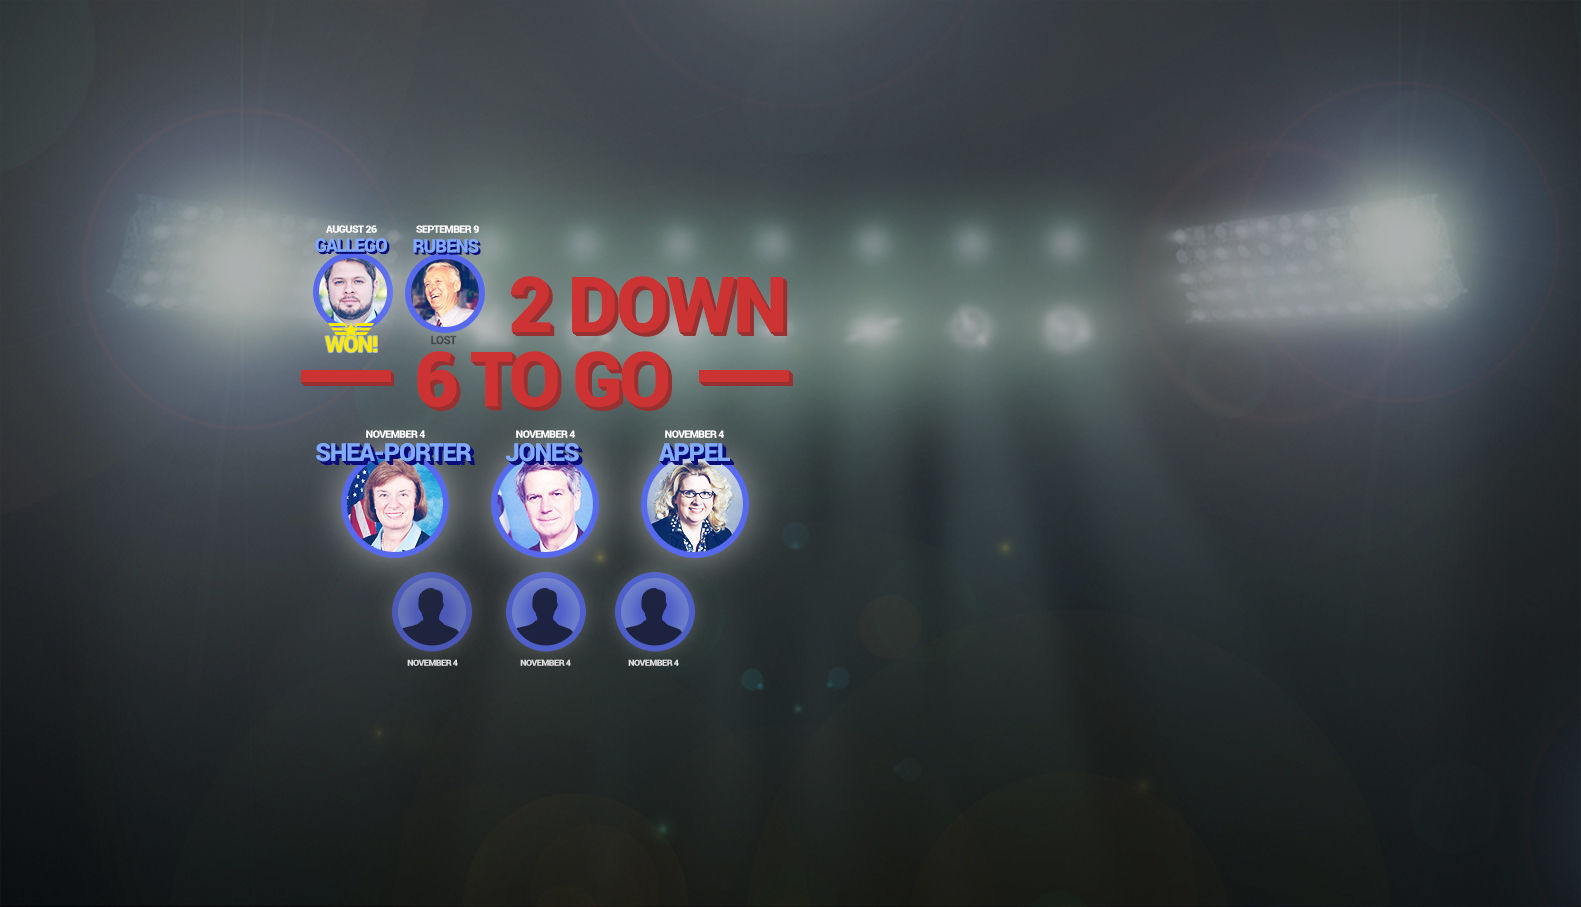 AUGUST 26
GALLEGO
WON!
SEPTEMBER 9
RUBENS
LOST
2 DOWN
6 TO GO
NOVEMBER 4
SHEA-PORTER
NOVEMBER 4
JONES
NOVEMBER 4
APPEL
NOVEMBER 4
NOVEMBER 4
NOVEMBER 4